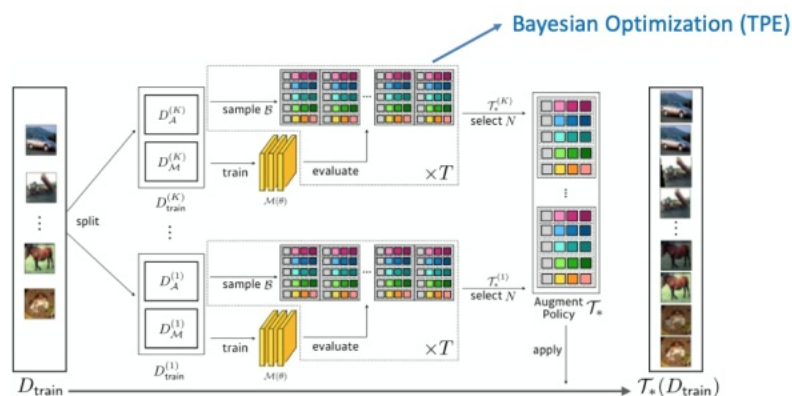 Bayesian Optimization (TPE)
D_A^(K)
sample B
...
T_*^(K)
select N
D_M^(K)
train
evaluate
×T
M(θ)
D_train^(K)
split
⋮
D_A^(1)
sample B
...
T_*^(1)
select N
D_M^(1)
train
evaluate
×T
M(θ)
D_train^(1)
Augment
Policy T_*
apply
D_train
T_*(D_train)